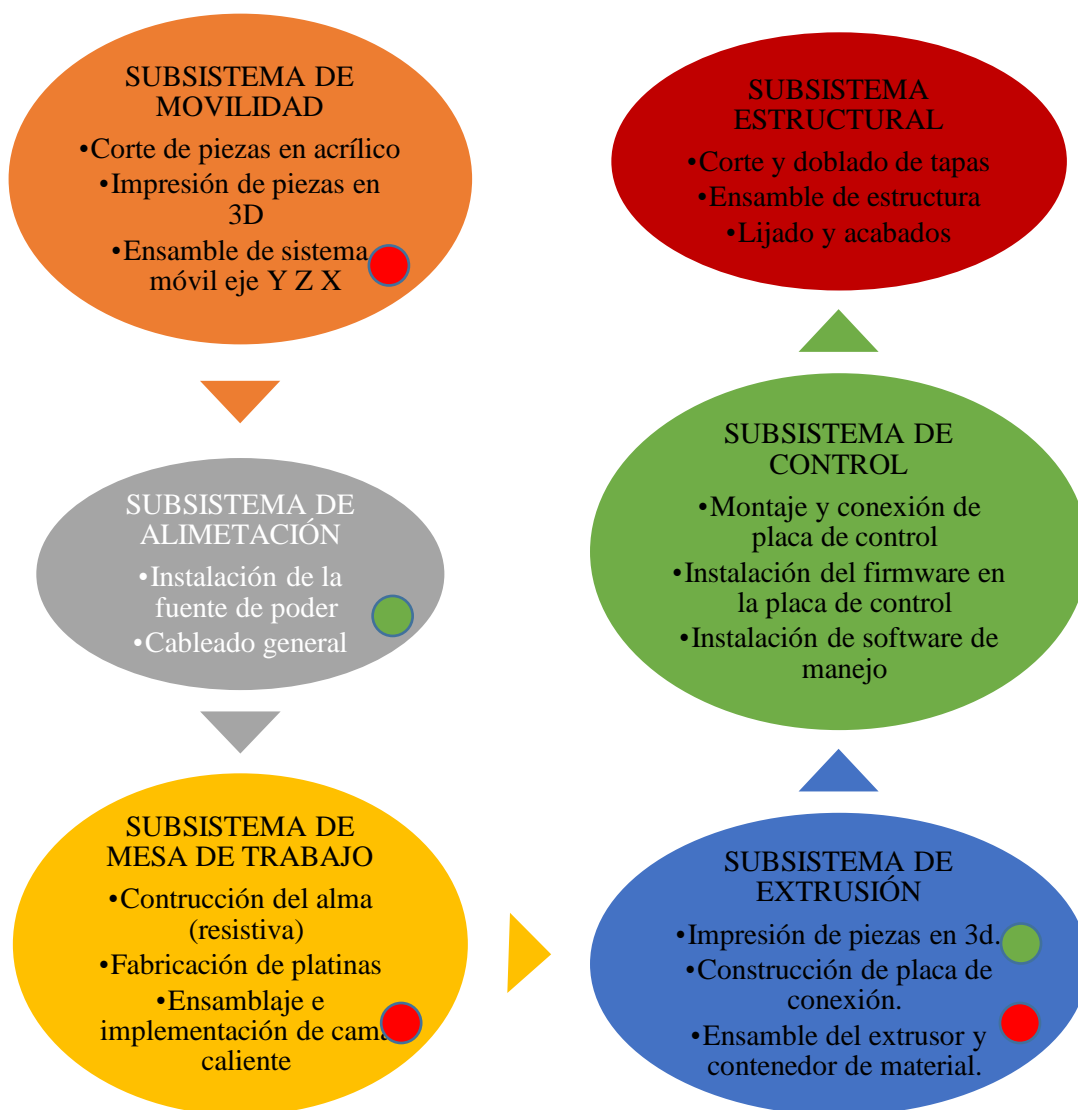 SUBSISTEMA DE
MOVILIDAD
•Corte de piezas en acrílico
•Impresión de piezas en
3D
•Ensamble de sistema
móvil eje Y Z X
SUBSISTEMA DE
ALIMETACIÓN
•Instalación de la
fuente de poder
•Cableado general
SUBSISTEMA DE
MESA DE TRABAJO
•Contrucción del alma
(resistiva)
•Fabricación de platinas
•Ensamblaje e
implementación de cama
caliente
SUBSISTEMA DE
EXTRUSIÓN
•Impresión de piezas en 3d.
•Construcción de placa de
conexión.
•Ensamble del extrusor y
contenedor de material.
SUBSISTEMA DE
CONTROL
•Montaje y conexión de
placa de control
•Instalación del firmware en
la placa de control
•Instalación de software de
manejo
SUBSISTEMA
ESTRUCTURAL
•Corte y doblado de tapas
•Ensamble de estructura
•Lijado y acabados